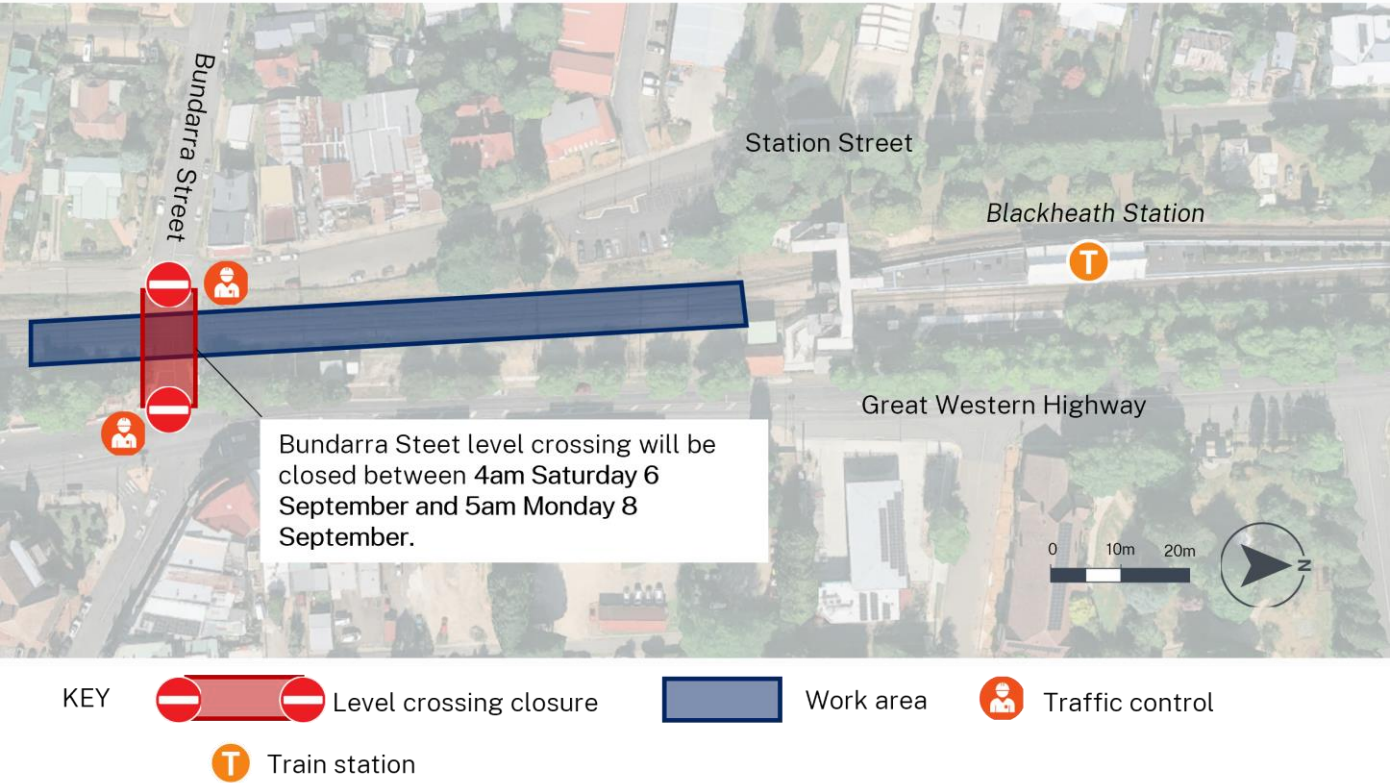 Bundarra Street
Station Street
Blackheath Station
T
Great Western Highway
Bundarra Steet level crossing will be
closed between 4am Saturday 6
September and 5am Monday 8
September.
0 10m 20m
N
KEY
Level crossing closure
Work area
Traffic control
T Train station